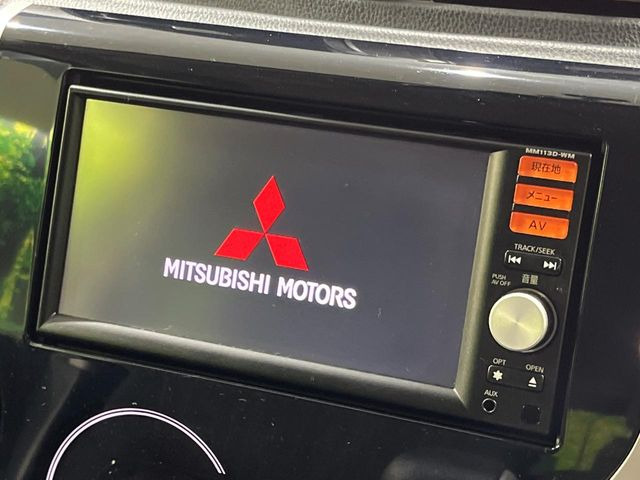 MM113D-WM
現在地
メニュー
AV
TRACK/SEEK
PUSH
AV OFF
音量
MITSUBISHI MOTORS
OPT
OPEN
AUX